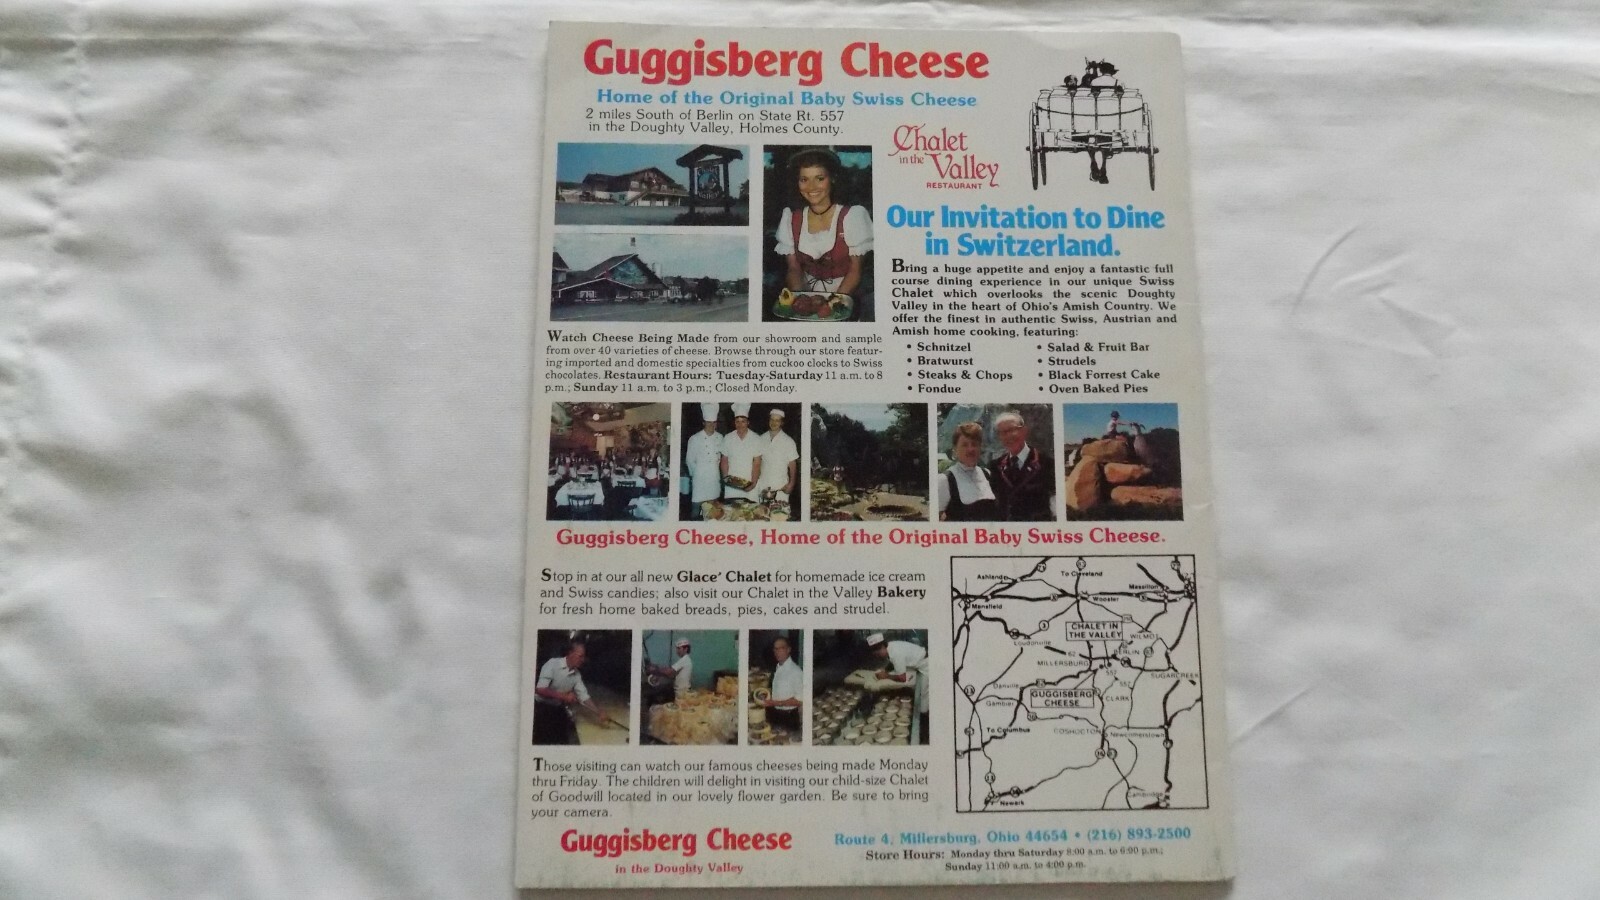 Guggisberg Cheese
Home of the Original Baby Swiss Cheese
2 miles South of Berlin on State Rt. 557
in the Doughty Valley, Holmes County.
Chalet
in the Valley
RESTAURANT
Our Invitation to Dine
in Switzerland.
Bring a huge appetite and enjoy a fantastic full
course dining experience in our unique Swiss
Chalet which overlooks the scenic Doughty
Valley in the heart of Ohio's Amish Country. We
offer the finest in authentic Swiss, Austrian and
Amish home cooking, featuring:
• Schnitzel
• Bratwurst
• Steaks & Chops
• Fondue
• Salad & Fruit Bar
• Strudels
• Black Forrest Cake
• Oven Baked Pies
Watch Cheese Being Made from our showroom and sample
from over 40 varieties of cheese. Browse through our store featur-
ing imported and domestic specialties from cuckoo clocks to Swiss
chocolates. Restaurant Hours: Tuesday-Saturday 11 a.m. to 8
p.m.; Sunday 11 a.m. to 3 p.m.; Closed Monday.
Guggisberg Cheese, Home of the Original Baby Swiss Cheese.
Stop in at our all new Glace' Chalet for homemade ice cream
and Swiss candies; also visit our Chalet in the Valley Bakery
for fresh home baked breads, pies, cakes and strudel.
Ashland
To Cleveland
Massillon
Mansfield
Wooster
3
CHALET IN
THE VALLEY
WILMOT
Loudonville
62
BERLIN
MILLERSBURG
557
SUGARCREEK
Danville
557
GUGGISBERG
CHEESE
CLARK
Gambier
To Columbus
COSHOCTON
Newcomerstown
Newark
Cambridge
Those visiting can watch our famous cheeses being made Monday
thru Friday. The children will delight in visiting our child-size Chalet
of Goodwill located in our lovely flower garden. Be sure to bring
your camera.
Guggisberg Cheese
in the Doughty Valley
Route 4, Millersburg, Ohio 44654 • (216) 893-2500
Store Hours: Monday thru Saturday 8:00 a.m. to 6:00 p.m.;
Sunday 11:00 a.m. to 4:00 p.m.